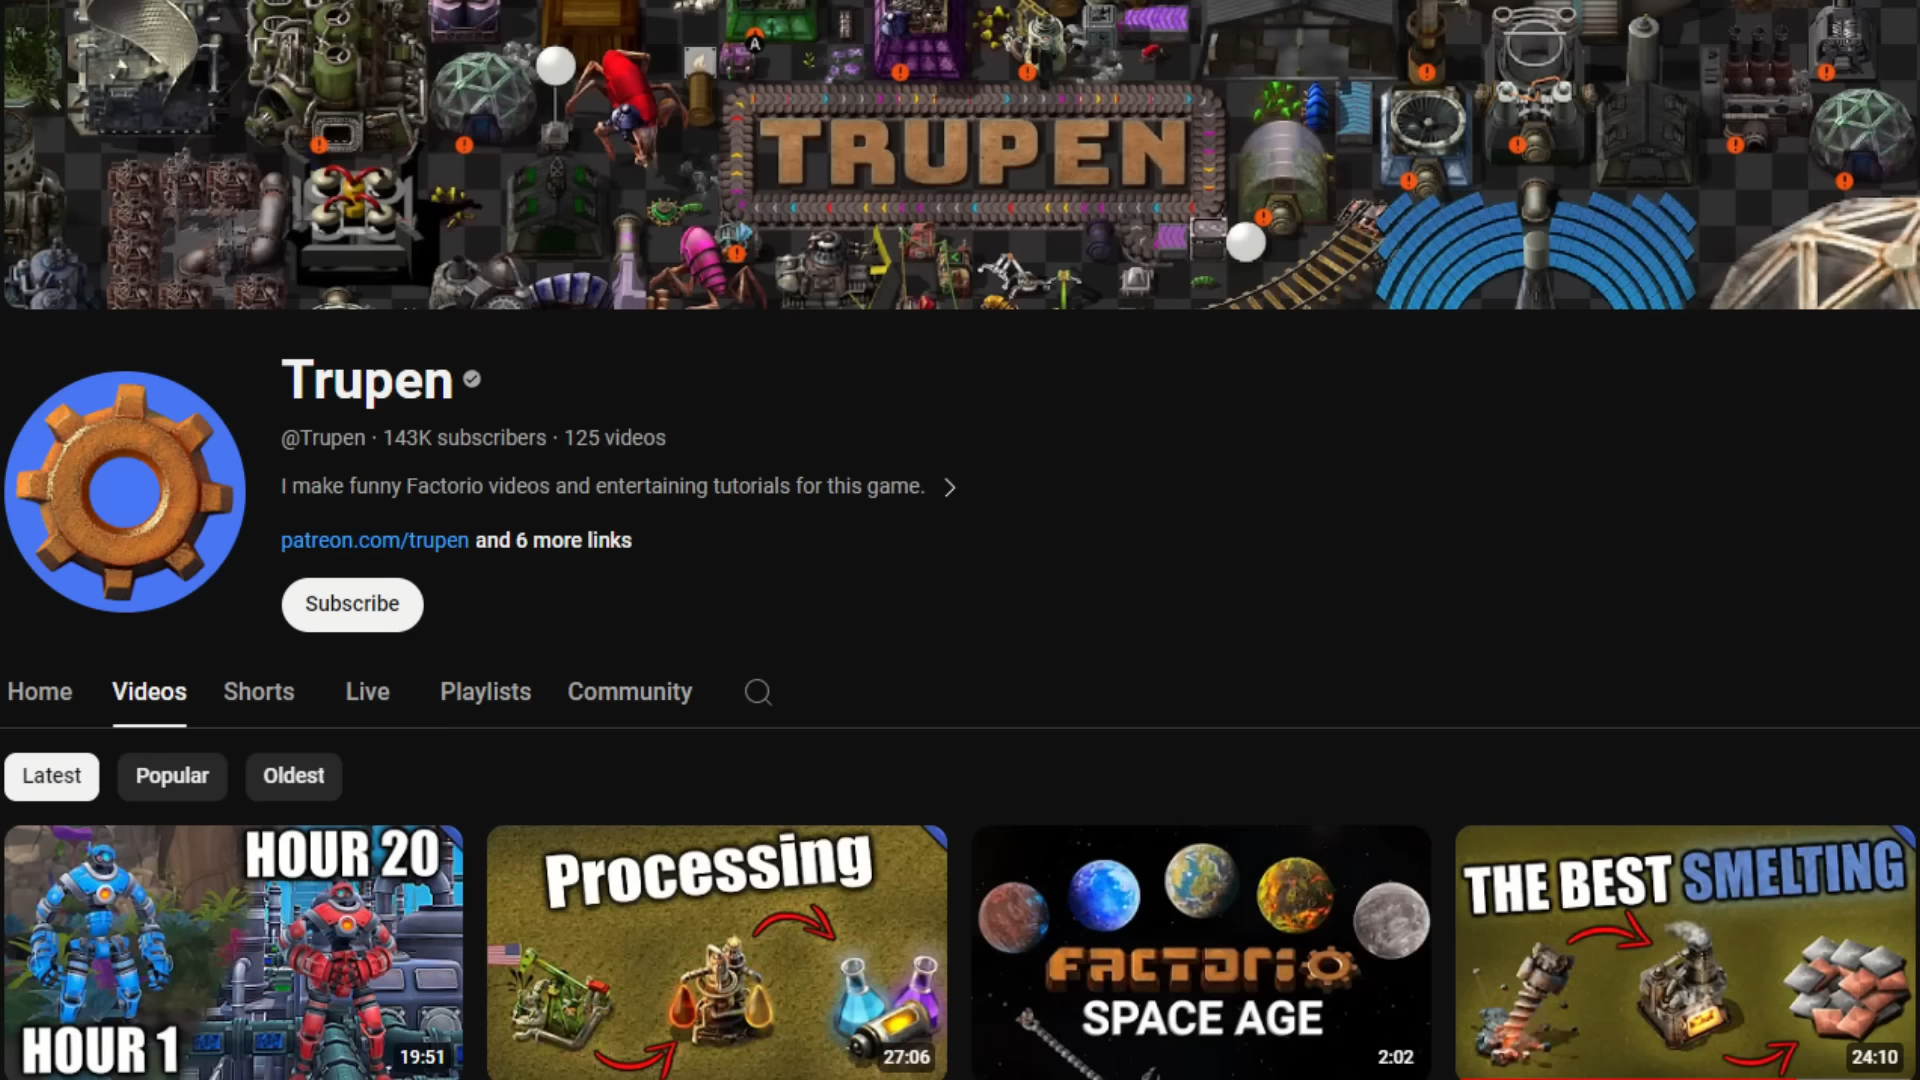 A
TRUPEN
Trupen
@Trupen · 143K subscribers · 125 videos
I make funny Factorio videos and entertaining tutorials for this game.
patreon.com/trupen and 6 more links
Subscribe
Home Videos Shorts Live Playlists Community
Latest Popular Oldest
HOUR 20
HOUR 1
19:51
Processing
27:06
FACTORIO
SPACE AGE
2:02
THE BEST SMELTING
24:10